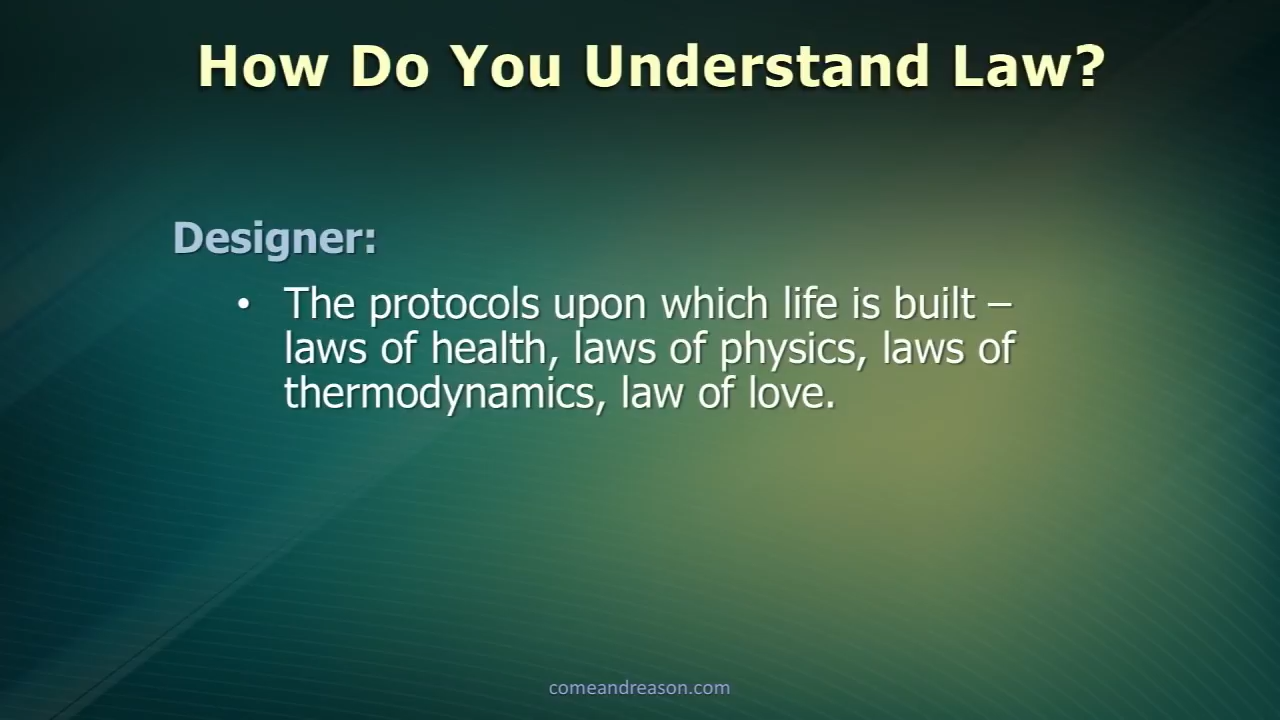 How Do You Understand Law?
Designer:
• The protocols upon which life is built –
laws of health, laws of physics, laws of
thermodynamics, law of love.
comeandreason.com